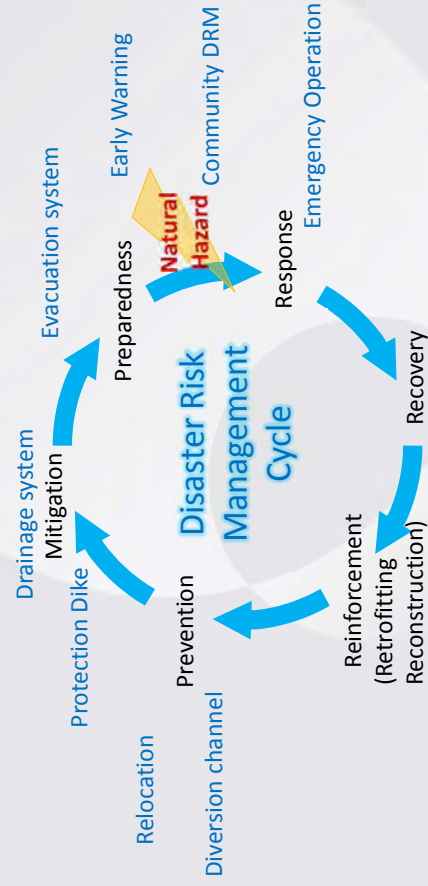 Drainage system
Mitigation
Evacuation system
Protection Dike
Preparedness
Early Warning
Natural
Hazard
Community DRM
Relocation
Prevention
Disaster Risk
Management
Cycle
Response
Emergency Operation
Diversion channel
Reinforcement
(Retrofitting
Reconstruction)
Recovery